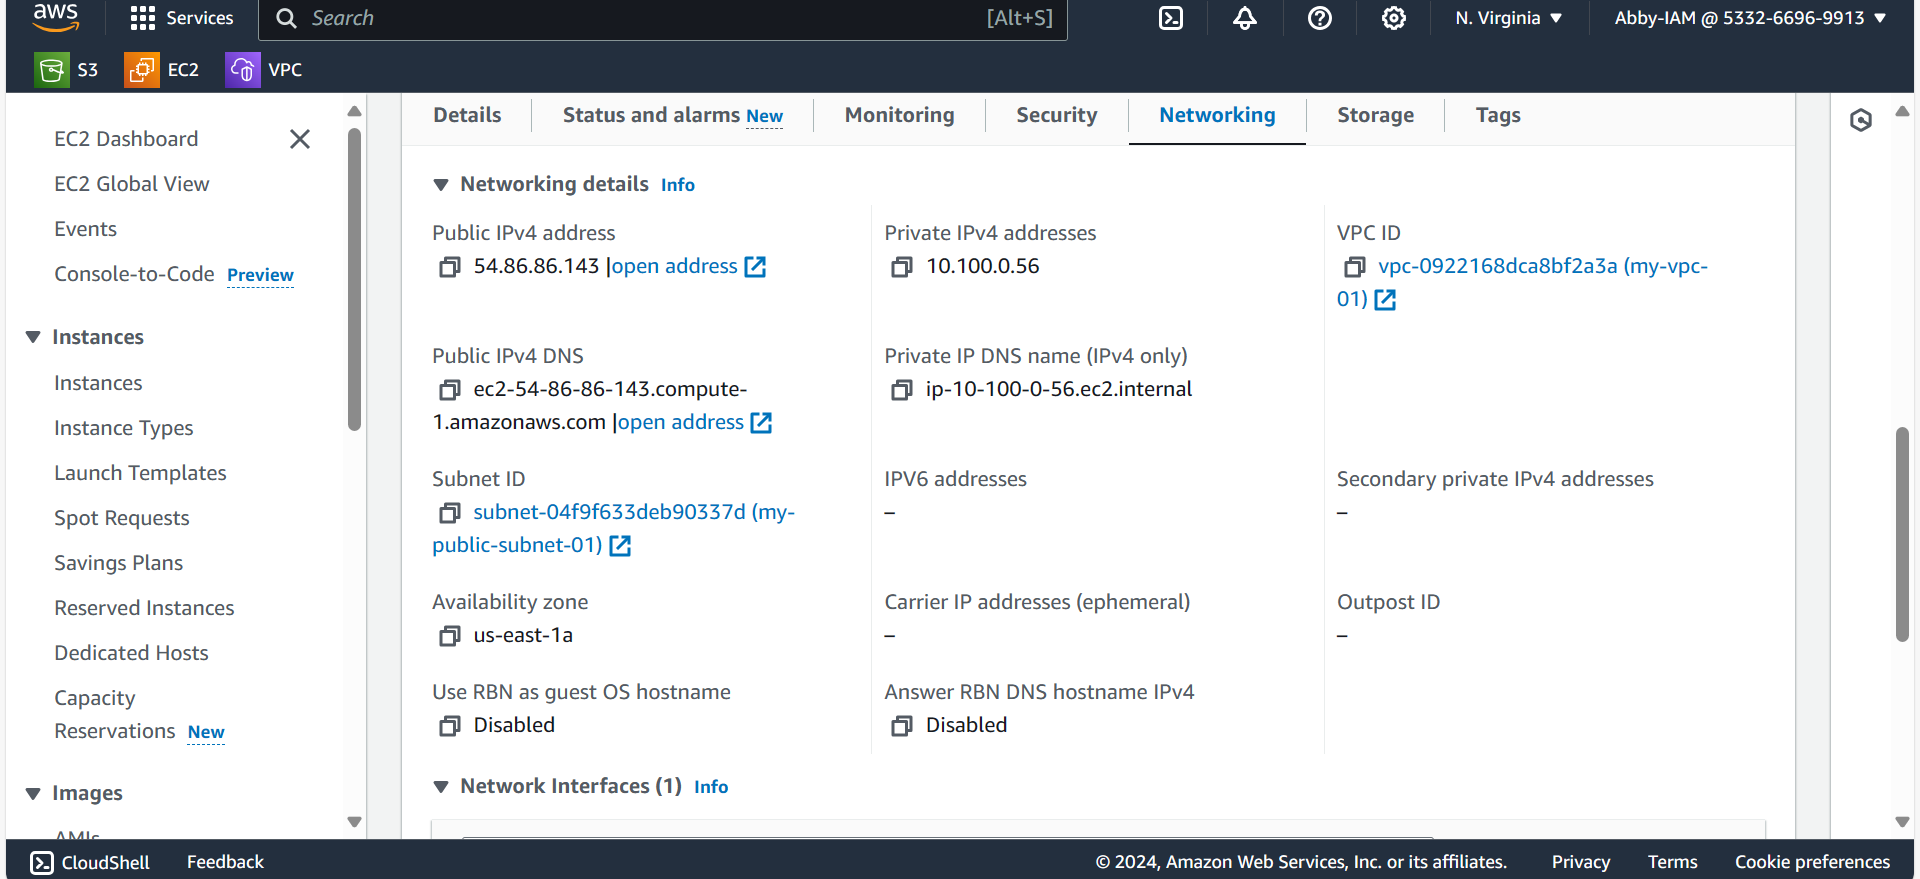 aws
Services
Search
[Alt+S]
N. Virginia
Abby-IAM @ 5332-6696-9913
S3
EC2
VPC
EC2 Dashboard
EC2 Global View
Events
Console-to-Code Preview
Instances
Instances
Instance Types
Launch Templates
Spot Requests
Savings Plans
Reserved Instances
Dedicated Hosts
Capacity
Reservations New
Images
AMIs
Details
Status and alarms New
Monitoring
Security
Networking
Storage
Tags
Networking details Info
Public IPv4 address
54.86.86.143 |open address
Private IPv4 addresses
10.100.0.56
VPC ID
vpc-0922168dca8bf2a3a (my-vpc-
01)
Public IPv4 DNS
ec2-54-86-86-143.compute-
1.amazonaws.com |open address
Private IP DNS name (IPv4 only)
ip-10-100-0-56.ec2.internal
Subnet ID
subnet-04f9f633deb90337d (my-
public-subnet-01)
IPV6 addresses
–
Secondary private IPv4 addresses
–
Availability zone
us-east-1a
Carrier IP addresses (ephemeral)
–
Outpost ID
–
Use RBN as guest OS hostname
Disabled
Answer RBN DNS hostname IPv4
Disabled
Network Interfaces (1) Info
CloudShell
Feedback
© 2024, Amazon Web Services, Inc. or its affiliates.
Privacy
Terms
Cookie preferences